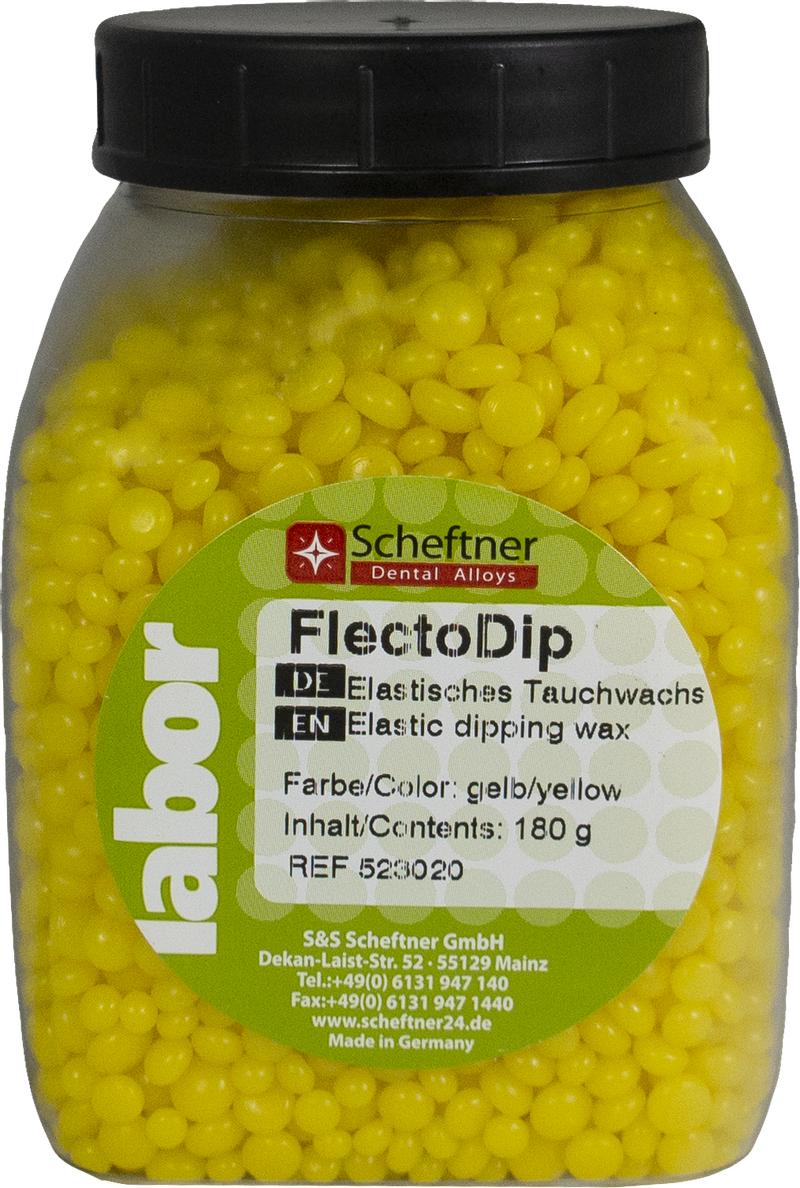 Scheftner
Dental Alloys
labor
FlectoDip
DE Elastisches Tauchwachs
EN Elastic dipping wax
Farbe/Color: gelb/yellow
Inhalt/Contents: 180 g
REF 523020
S&S Scheftner GmbH
Dekan-Laist-Str. 52 · 55129 Mainz
Tel.:+49(0) 6131 947 140
Fax:+49(0) 6131 947 1440
www.scheftner24.de
Made in Germany